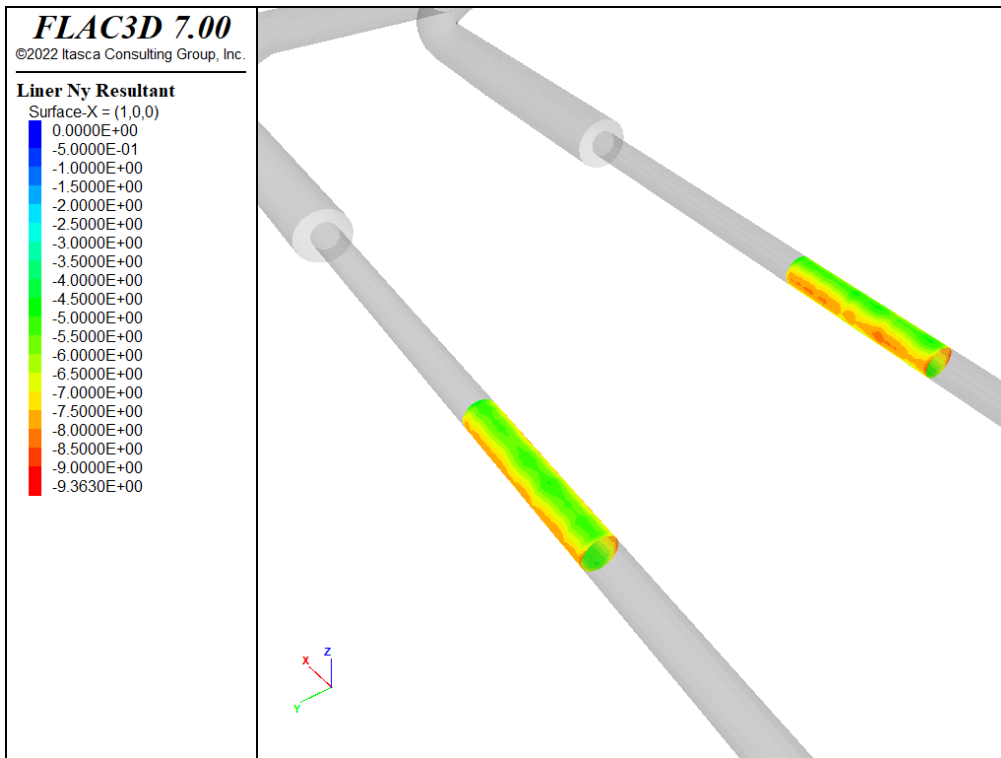 FLAC3D 7.00
©2022 Itasca Consulting Group, Inc.
Liner Ny Resultant
Surface-X = (1,0,0)
0.0000E+00
-5.0000E-01
-1.0000E+00
-1.5000E+00
-2.0000E+00
-2.5000E+00
-3.0000E+00
-3.5000E+00
-4.0000E+00
-4.5000E+00
-5.0000E+00
-5.5000E+00
-6.0000E+00
-6.5000E+00
-7.0000E+00
-7.5000E+00
-8.0000E+00
-8.5000E+00
-9.0000E+00
-9.3630E+00
Z
X
Y